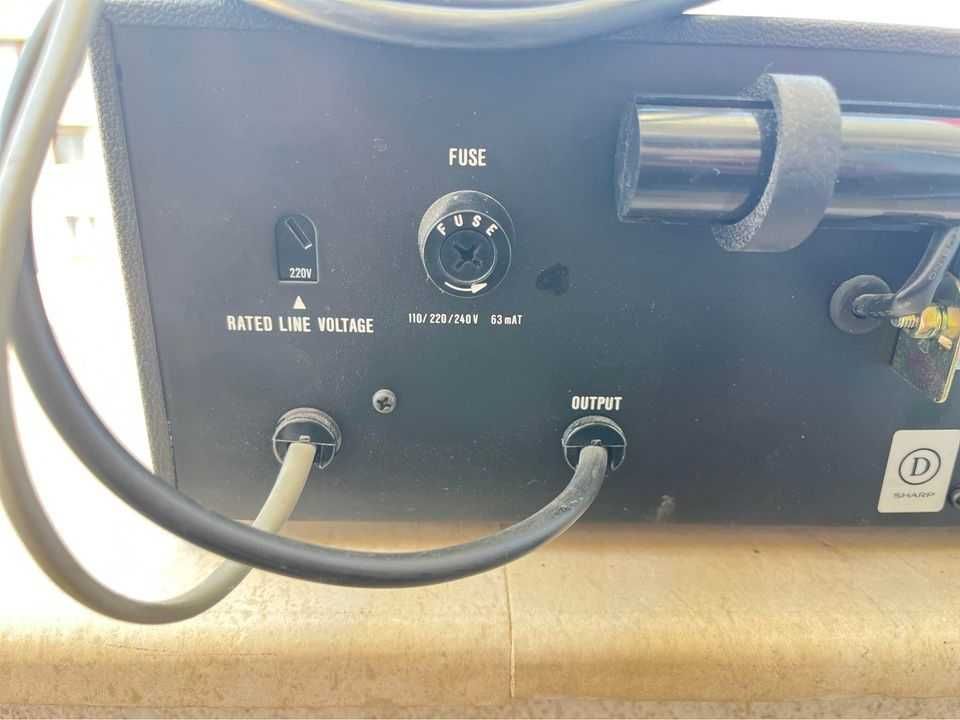 FUSE
FUSE
220V
RATED LINE VOLTAGE
110/220/240V 63mAT
OUTPUT
D
SHARP